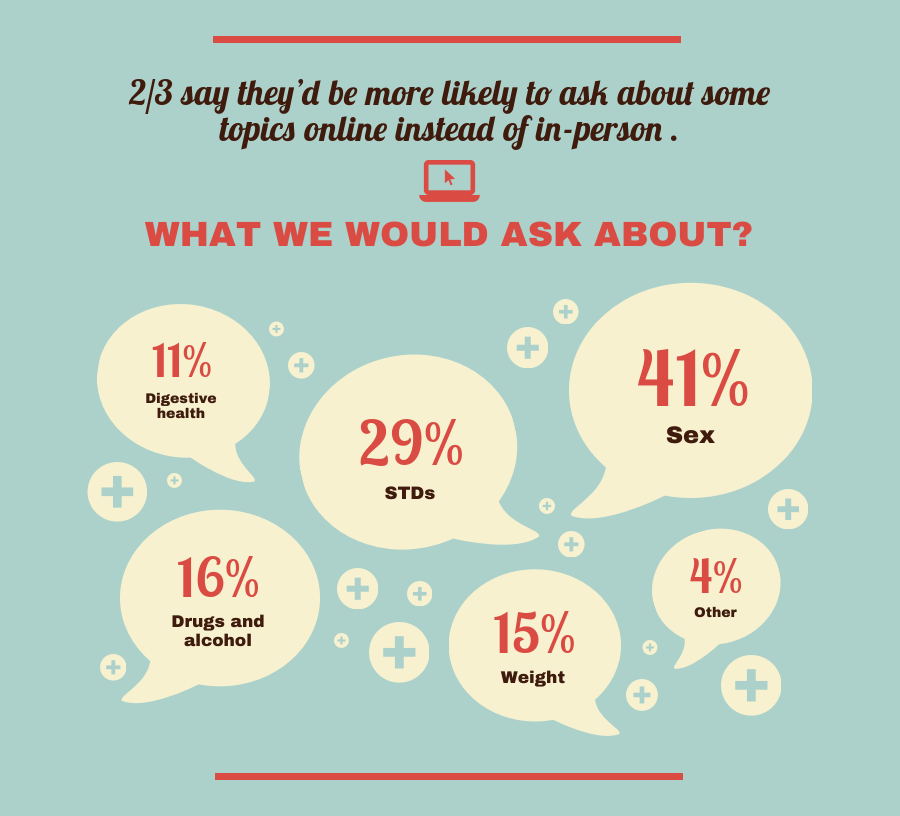 2/3 say they’d be more likely to ask about some
topics online instead of in-person .
WHAT WE WOULD ASK ABOUT?
11%
Digestive
health
29%
STDs
41%
Sex
16%
Drugs and
alcohol
15%
Weight
4%
Other